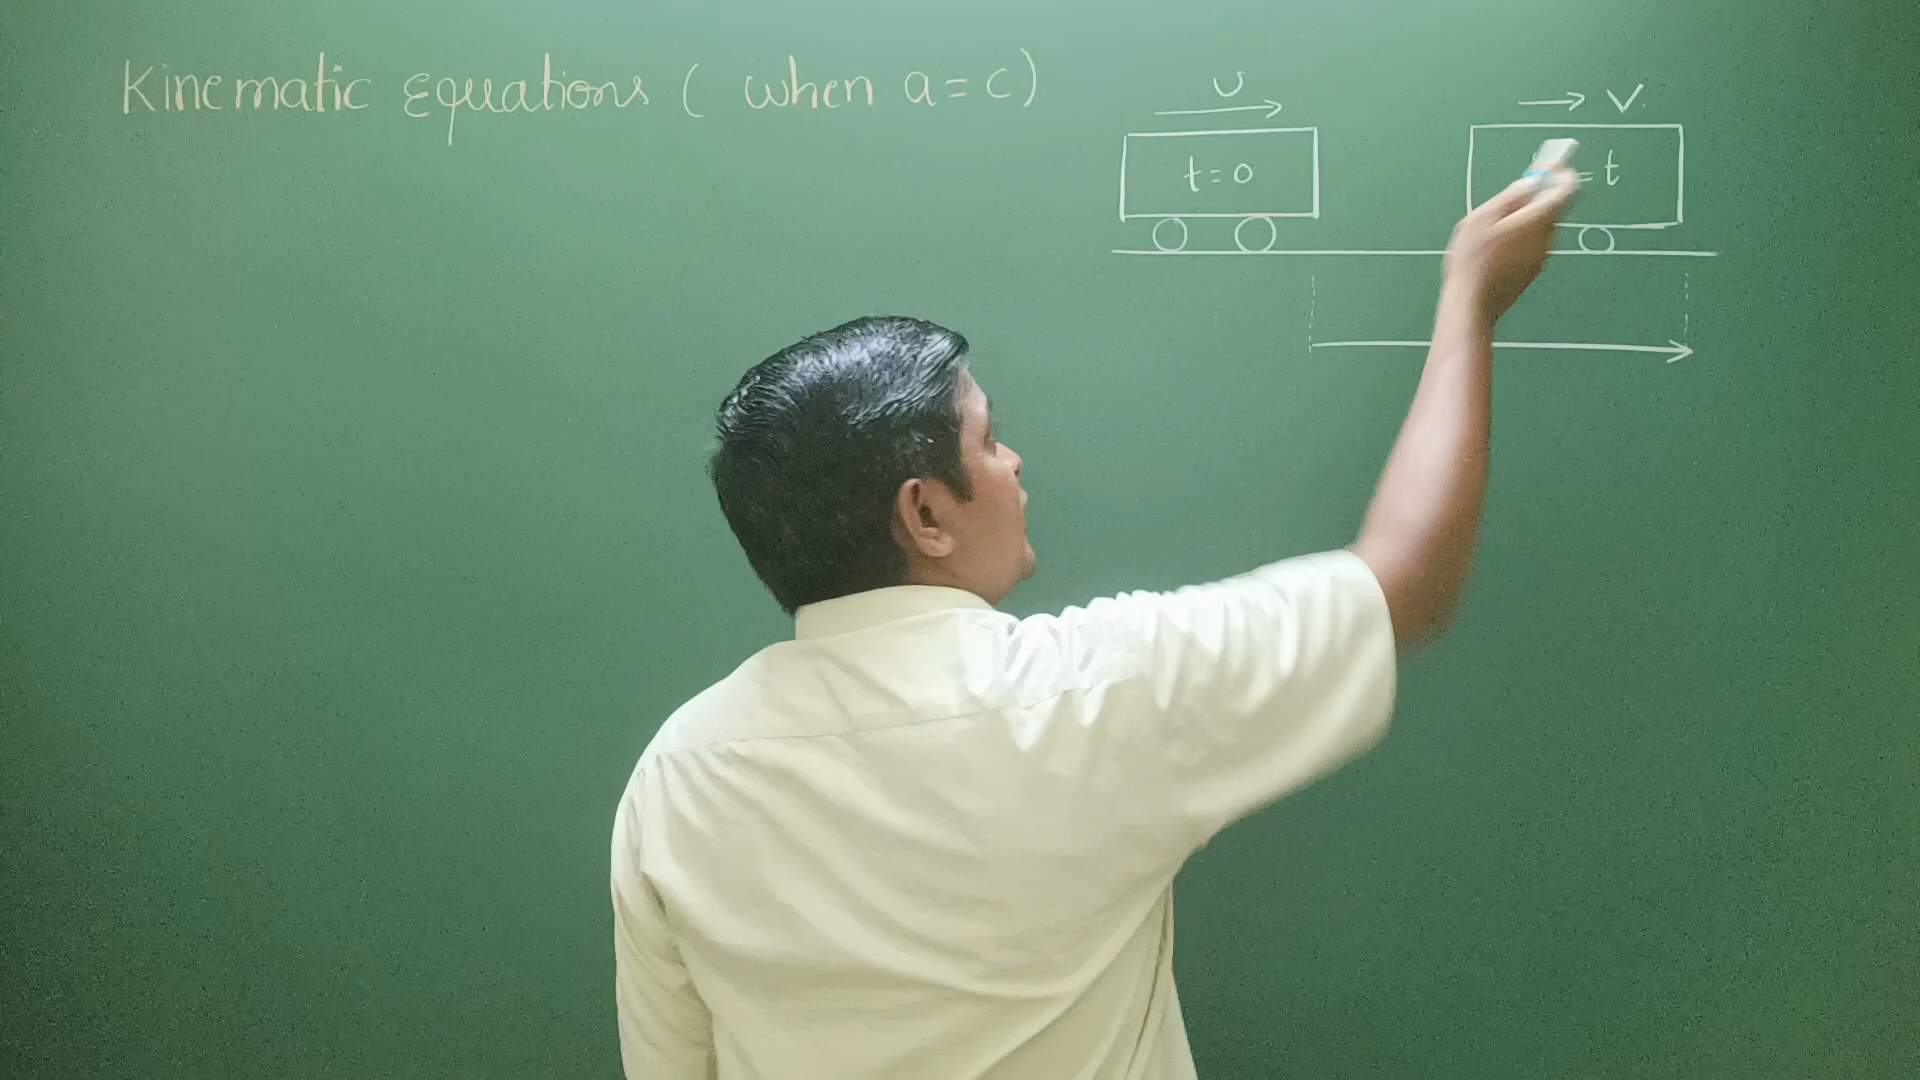 Kinematic Equations ( when a = c )
u
v
t = 0
= t